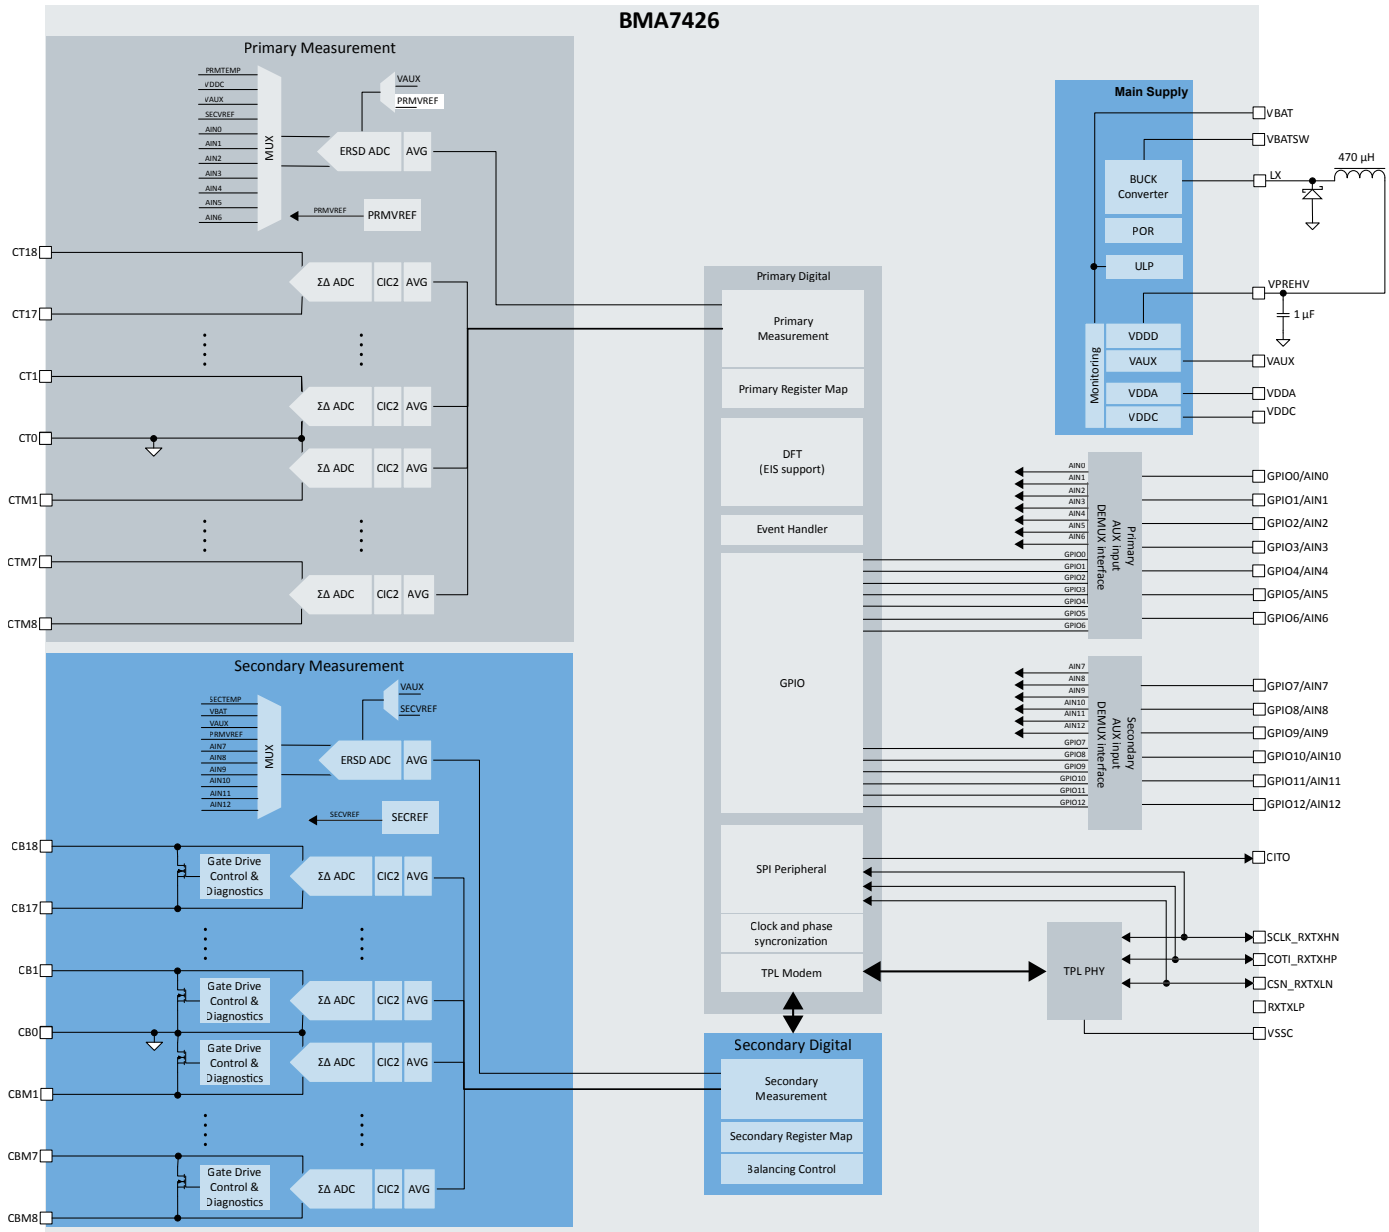 BMA7426
Primary Measurement
PRMTEMP
VDDC
VAUX
SECVREF
AIN0
AIN1
AIN2
AIN3
AIN4
AIN5
AIN6
MUX
VAUX
PRMVREF
ERSD ADC
AVG
PRMVREF
PRMVREF
CT18
ΣΔ ADC
CIC2
AVG
CT17
CT1
ΣΔ ADC
CIC2
AVG
CT0
ΣΔ ADC
CIC2
AVG
CTM1
CTM7
ΣΔ ADC
CIC2
AVG
CTM8
Secondary Measurement
SECTEMP
VBAT
VAUX
PRMVREF
AIN7
AIN8
AIN9
AIN10
AIN11
AIN12
MUX
VAUX
SECVREF
ERSD ADC
AVG
SECVREF
SECREF
CB18
Gate Drive
Control &
Diagnostics
ΣΔ ADC
CIC2
AVG
CB17
CB1
Gate Drive
Control &
Diagnostics
ΣΔ ADC
CIC2
AVG
CB0
Gate Drive
Control &
Diagnostics
ΣΔ ADC
CIC2
AVG
CBM1
CBM7
Gate Drive
Control &
Diagnostics
ΣΔ ADC
CIC2
AVG
CBM8
Primary Digital
Primary
Measurement
Primary Register Map
DFT
(EIS support)
Event Handler
GPIO
SPI Peripheral
Clock and phase
syncronization
TPL Modem
Secondary Digital
Secondary
Measurement
Secondary Register Map
Balancing Control
Main Supply
BUCK
Converter
POR
ULP
Monitoring
VDDD
VAUX
VDDA
VDDC
VBAT
VBATSW
LX
470 µH
VPREHV
1 µF
VAUX
VDDA
VDDC
AIN0
AIN1
AIN2
AIN3
AIN4
AIN5
AIN6
GPIO0
GPIO1
GPIO2
GPIO3
GPIO4
GPIO5
GPIO6
Primary
AUX input
DEMUX interface
GPIO0/AIN0
GPIO1/AIN1
GPIO2/AIN2
GPIO3/AIN3
GPIO4/AIN4
GPIO5/AIN5
GPIO6/AIN6
AIN7
AIN8
AIN9
AIN10
AIN11
AIN12
GPIO7
GPIO8
GPIO9
GPIO10
GPIO11
GPIO12
Secondary
AUX input
DEMUX interface
GPIO7/AIN7
GPIO8/AIN8
GPIO9/AIN9
GPIO10/AIN10
GPIO11/AIN11
GPIO12/AIN12
CITO
TPL PHY
SCLK_RXTXHN
COTI_RXTXHP
CSN_RXTXLN
RXTXLP
VSSC